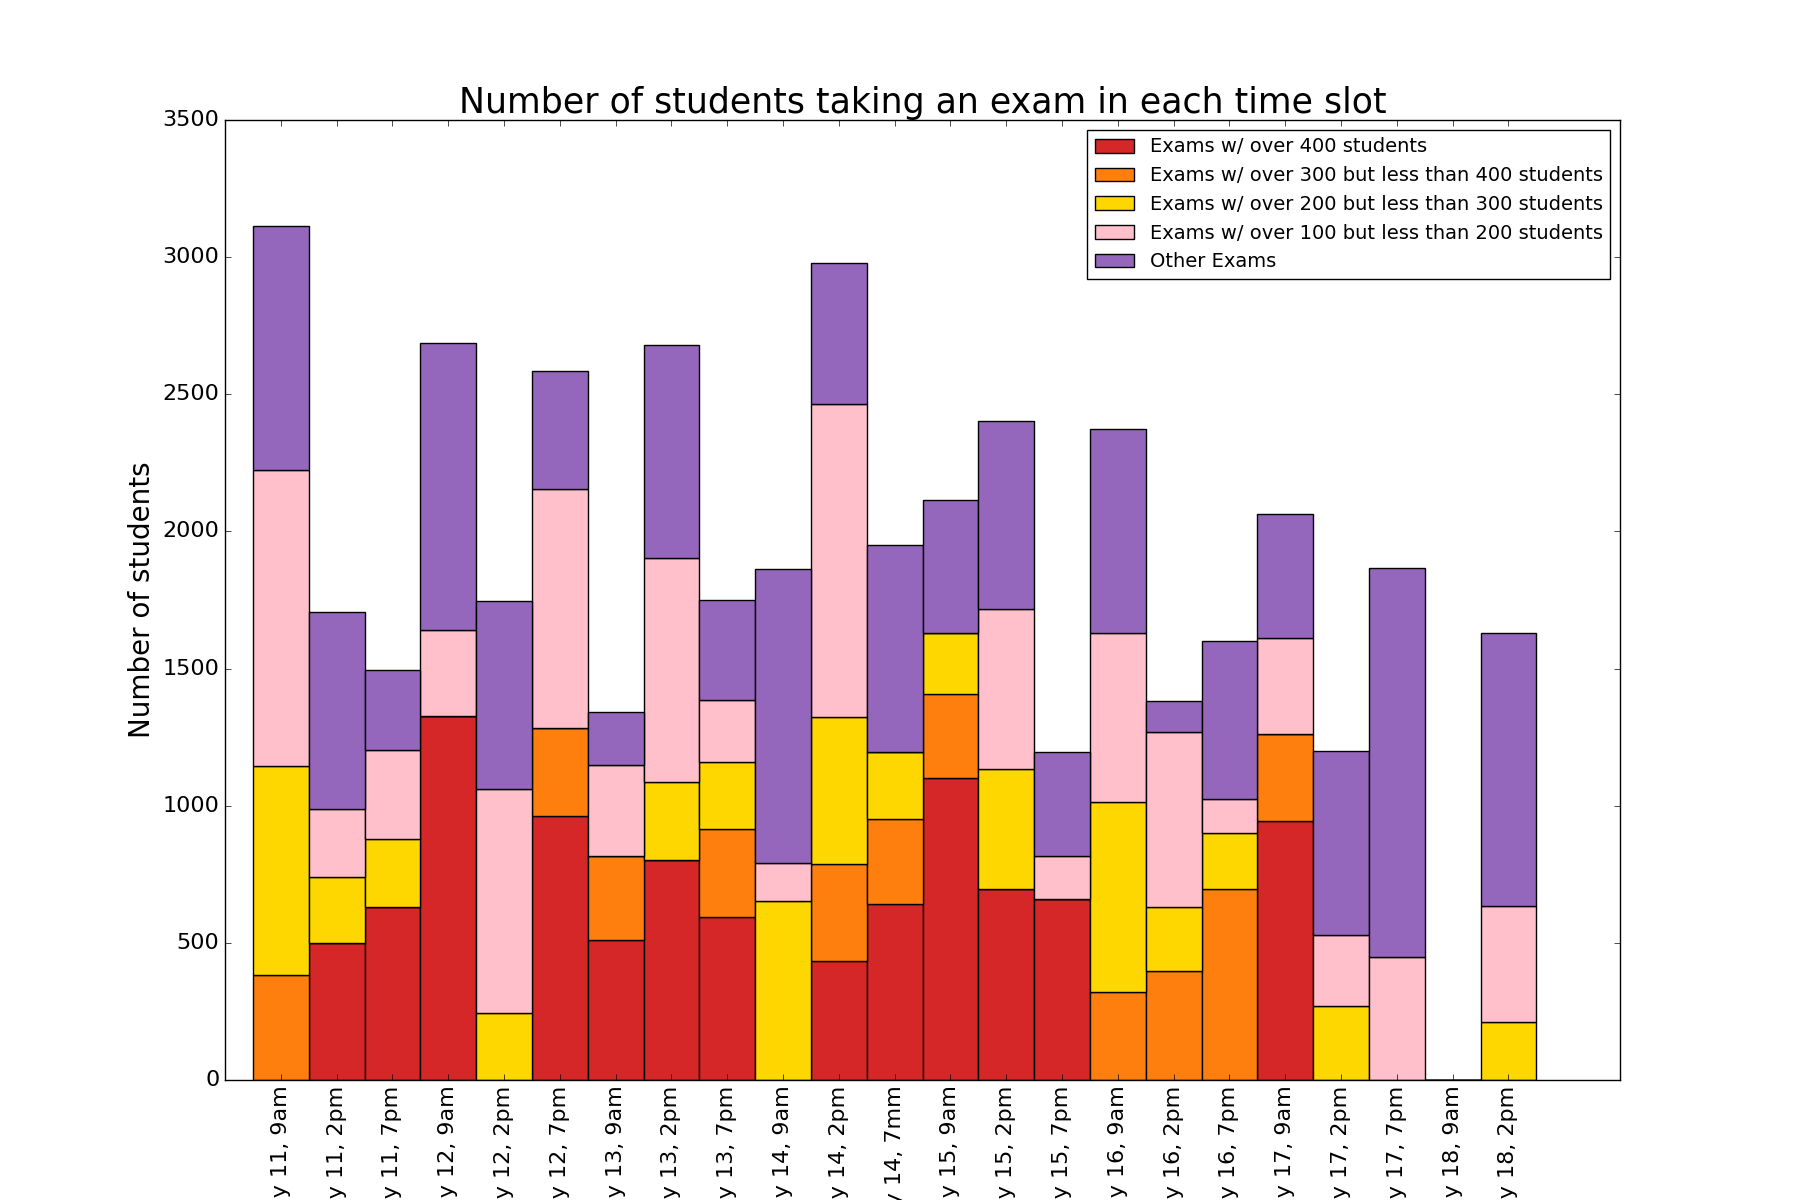 Number of students taking an exam in each time slot
3500
3000
2500
2000
1500
1000
500
0
Number of students
Exams w/ over 400 students
Exams w/ over 300 but less than 400 students
Exams w/ over 200 but less than 300 students
Exams w/ over 100 but less than 200 students
Other Exams
y 11, 9am
y 11, 2pm
y 11, 7pm
y 12, 9am
y 12, 2pm
y 12, 7pm
y 13, 9am
y 13, 2pm
y 13, 7pm
y 14, 9am
y 14, 2pm
y 14, 7mm
y 15, 9am
y 15, 2pm
y 15, 7pm
y 16, 9am
y 16, 2pm
y 16, 7pm
y 17, 9am
y 17, 2pm
y 17, 7pm
y 18, 9am
y 18, 2pm